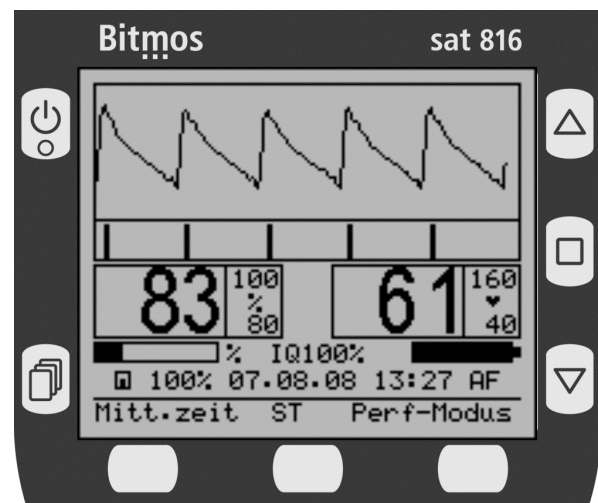 Bitmos sat 816
83 100 % 80 61 160 ♥ 40
% IQ100%
100% 07.08.08 13:27 AF
Mitt.zeit ST Perf-Modus